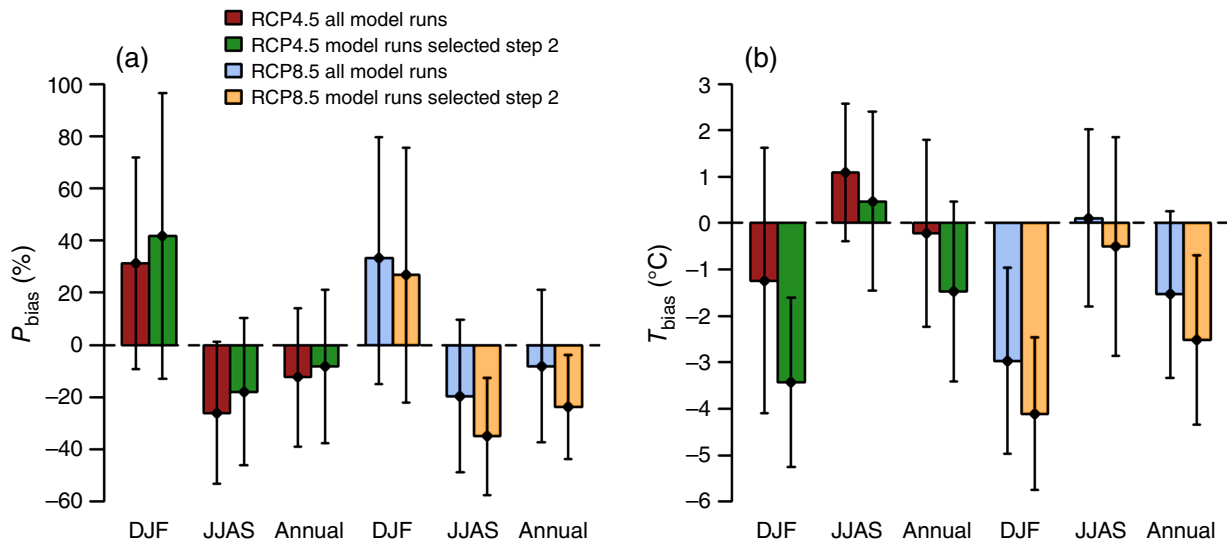 RCP4.5 all model runs
RCP4.5 model runs selected step 2
RCP8.5 all model runs
RCP8.5 model runs selected step 2
(a)
100
80
60
40
20
0
−20
−40
−60
P bias (%)
DJF JJAS Annual DJF JJAS Annual
(b)
3
2
1
0
−1
−2
−3
−4
−5
−6
T bias (°C)
DJF JJAS Annual DJF JJAS Annual